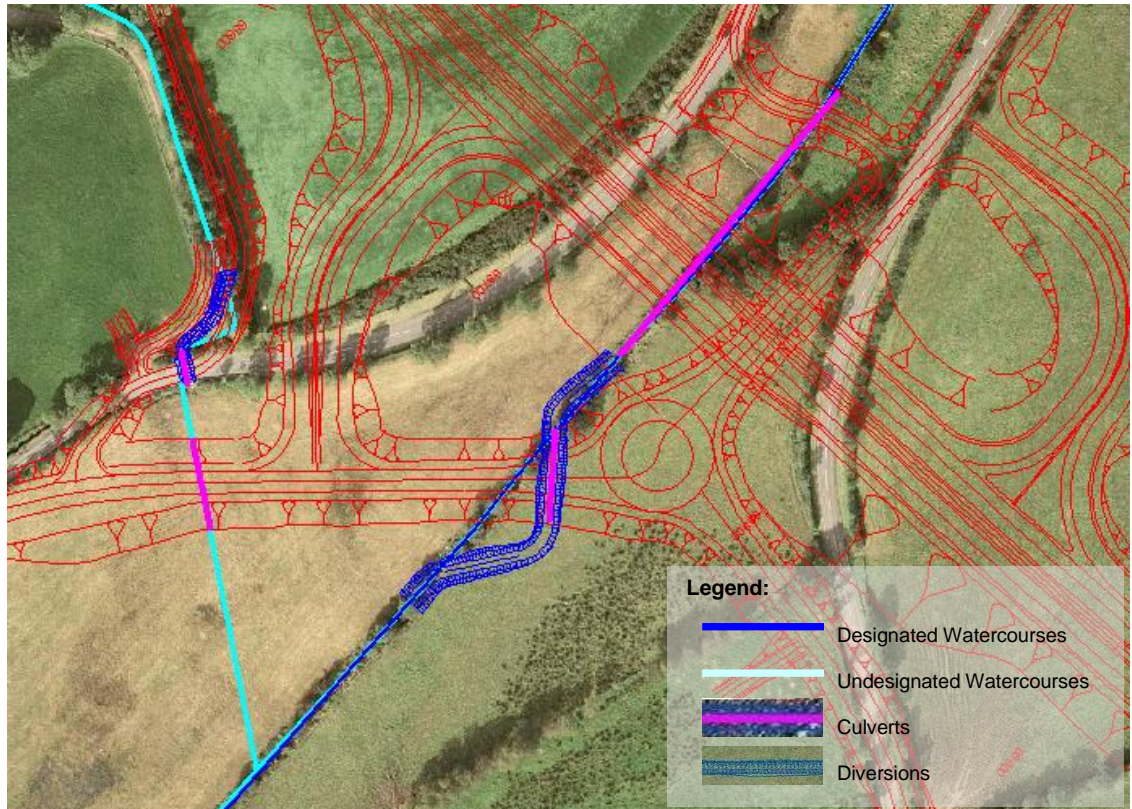 Legend:
Designated Watercourses
Undesignated Watercourses
Culverts
Diversions